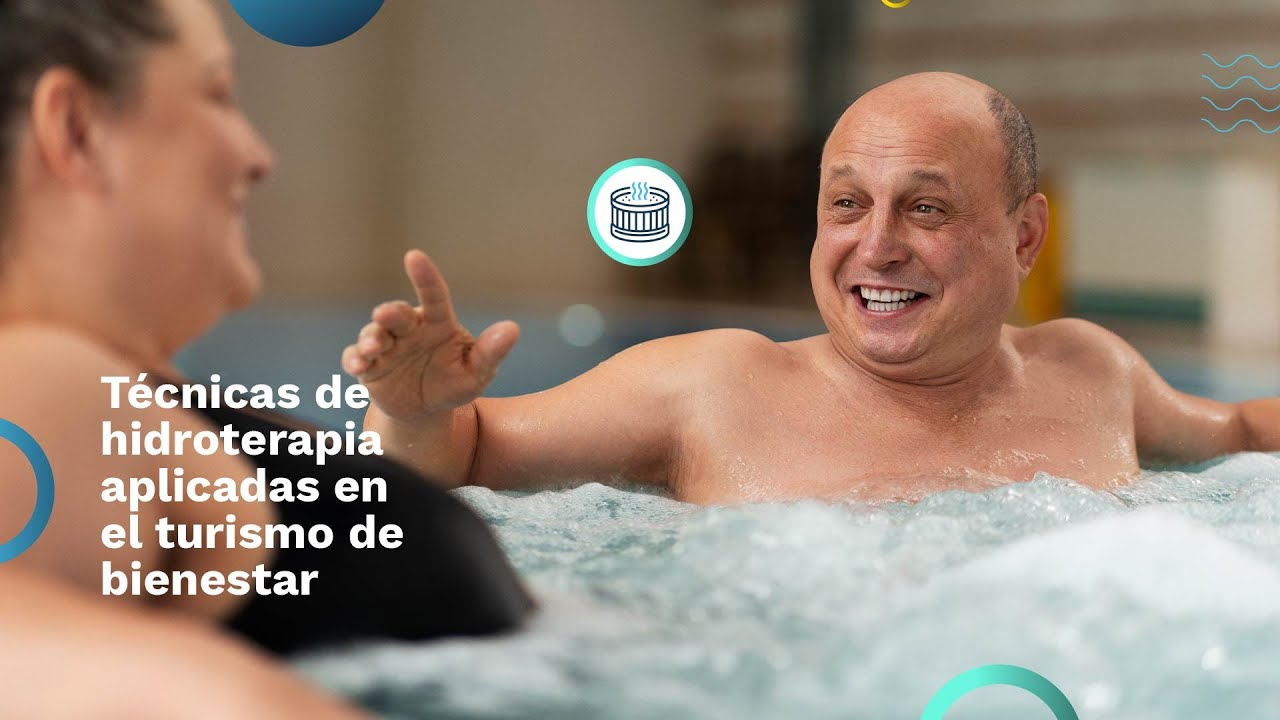 Técnicas de
hidroterapia
aplicadas en
el turismo de
bienestar